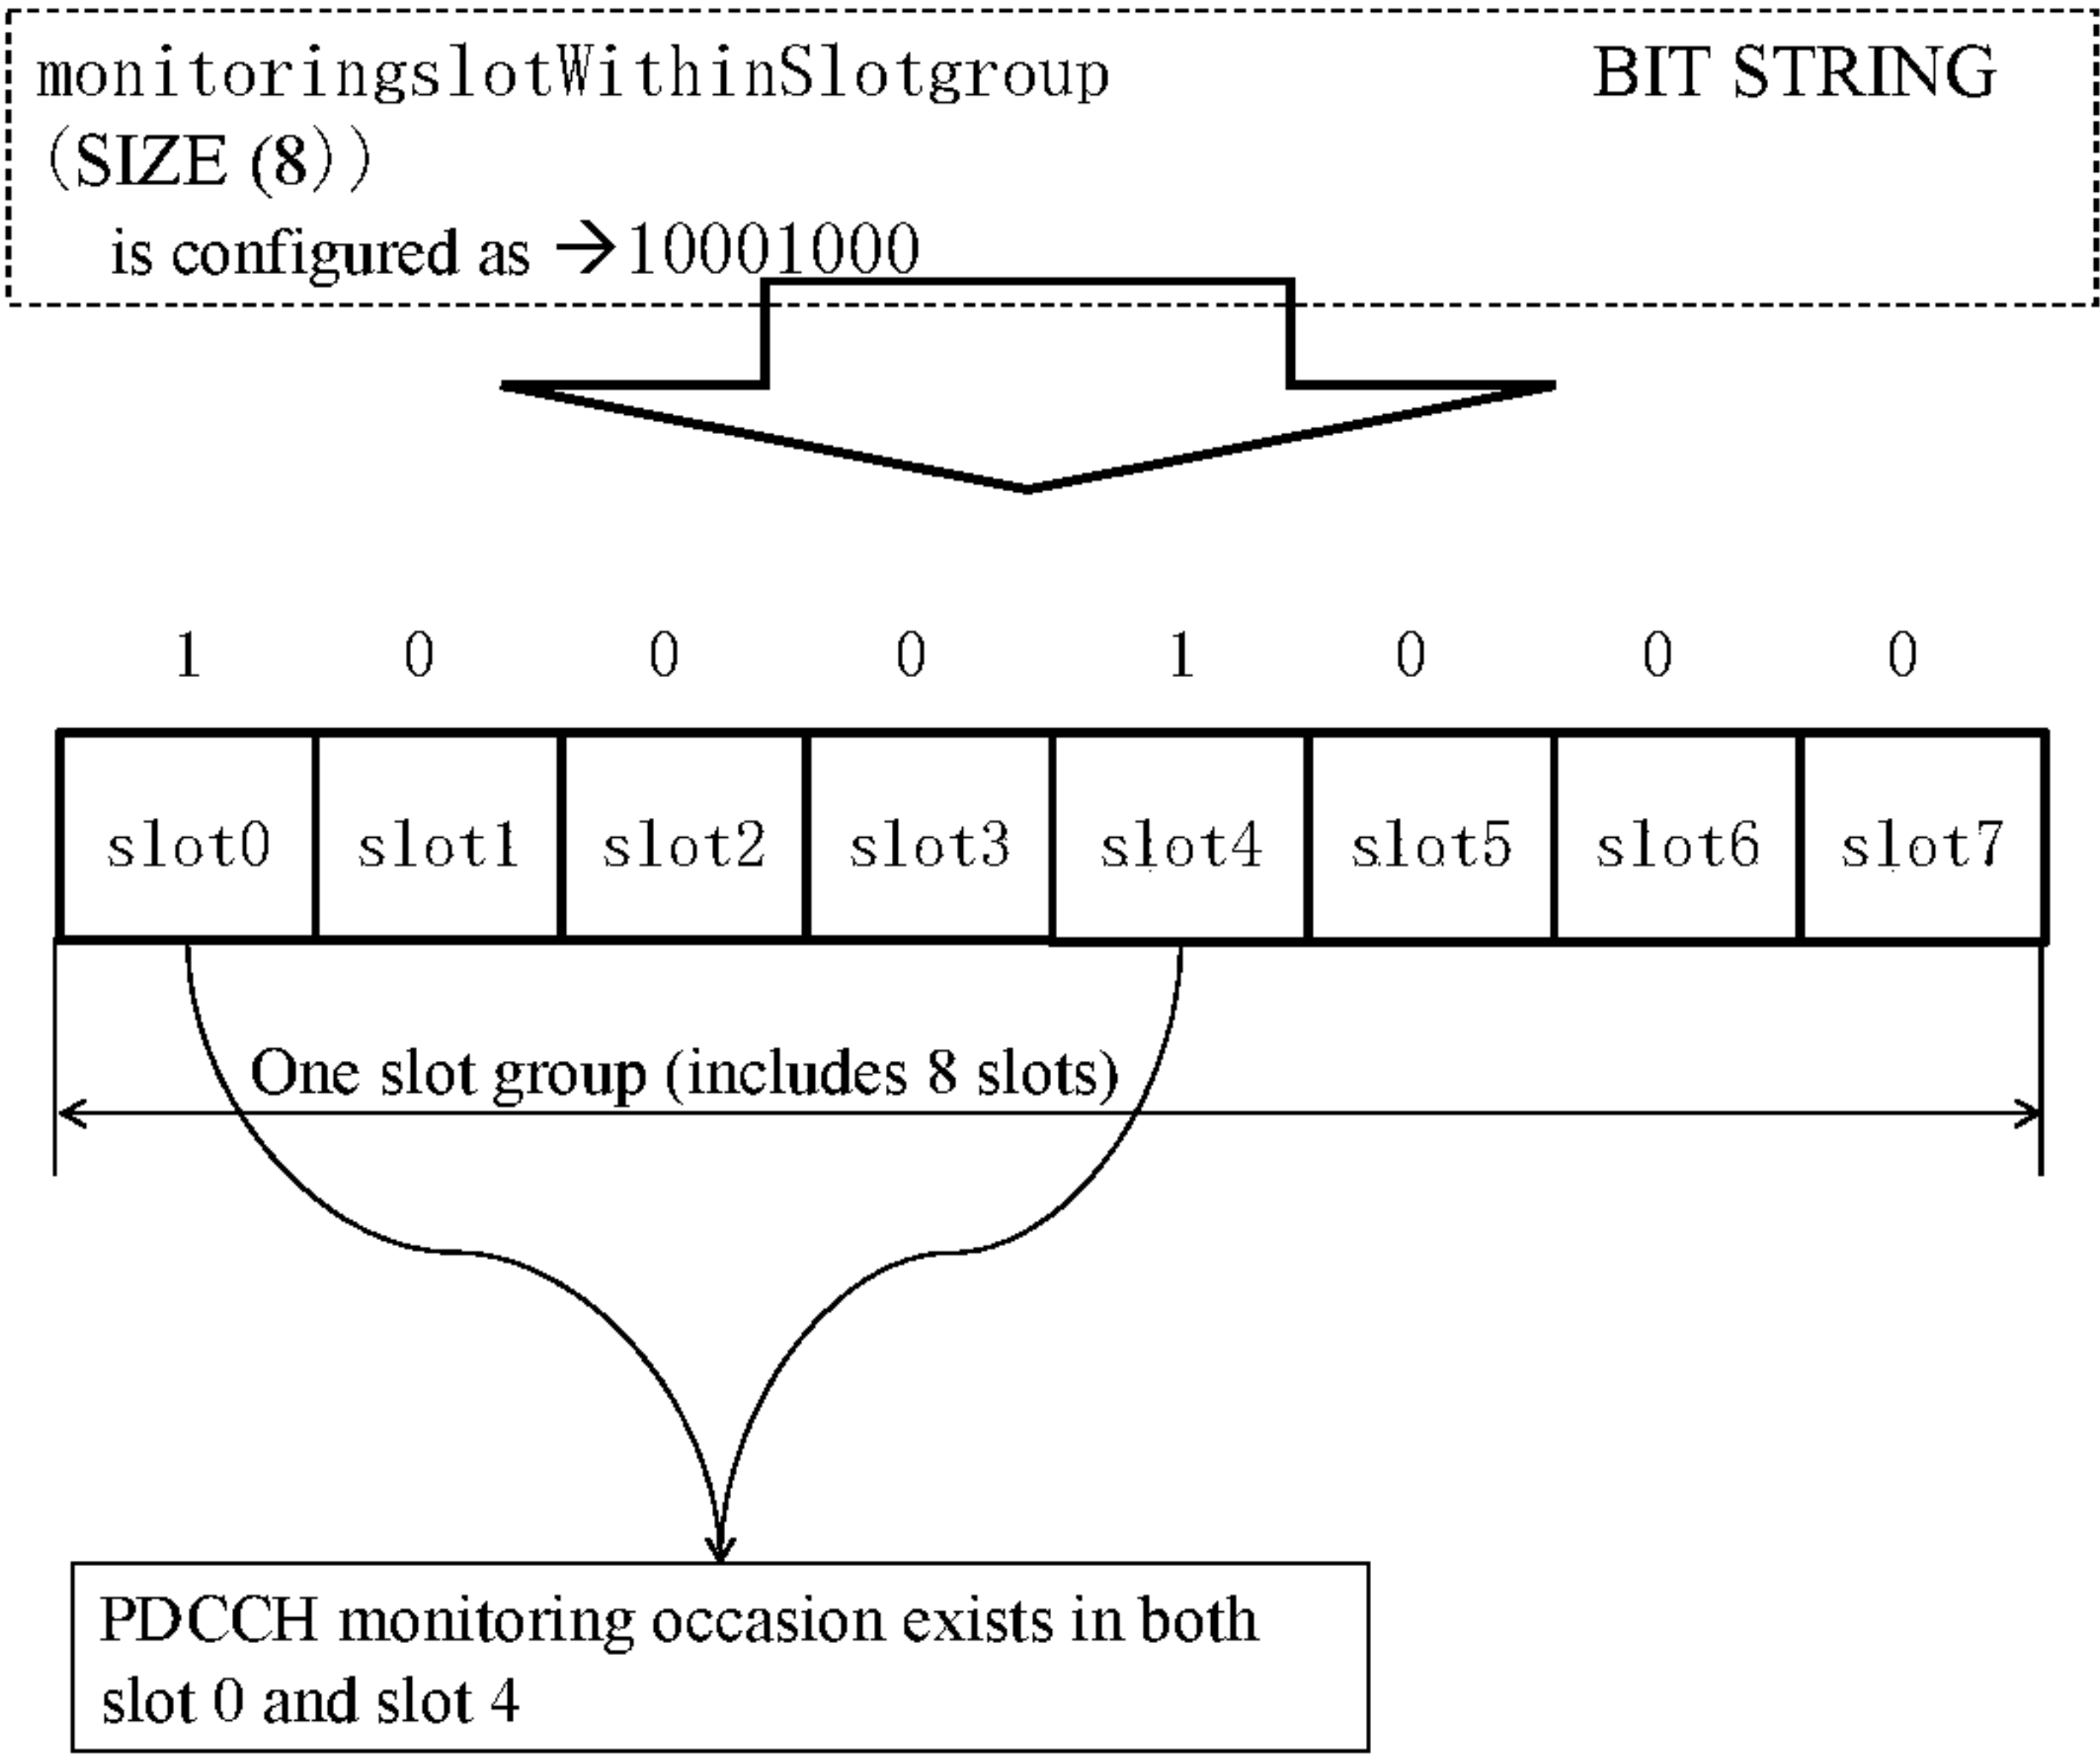 monitoringslotWithinSlotgroup BIT STRING
(SIZE (8))
is configured as →10001000
1 0 0 0 1 0 0 0
slot0 slot1 slot2 slot3 slot4 slot5 slot6 slot7
One slot group (includes 8 slots)
PDCCH monitoring occasion exists in both
slot 0 and slot 4